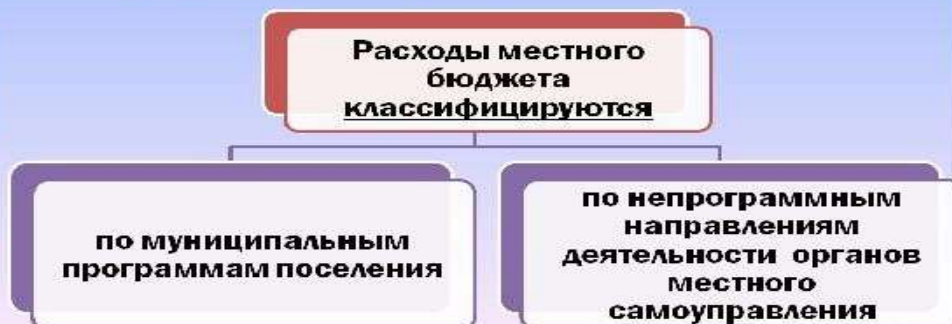 Расходы местного
бюджета
классифицируются
по муниципальным
программам поселения
по непрограммным
направлениям
деятельности органов
местного
самоуправления